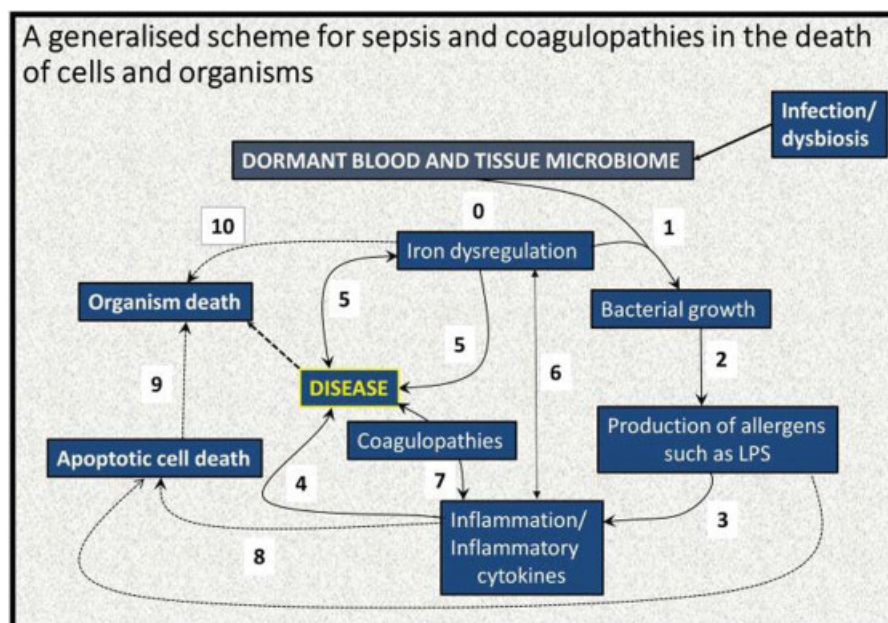 A generalised scheme for sepsis and coagulopathies in the death
of cells and organisms
Infection/
dysbiosis
DORMANT BLOOD AND TISSUE MICROBIOME
0
1
10
Iron dysregulation
Organism death
5
Bacterial growth
5
2
9
6
DISEASE
Coagulopathies
Production of allergens
such as LPS
Apoptotic cell death
4
7
3
Inflammation/
Inflammatory
cytokines
8